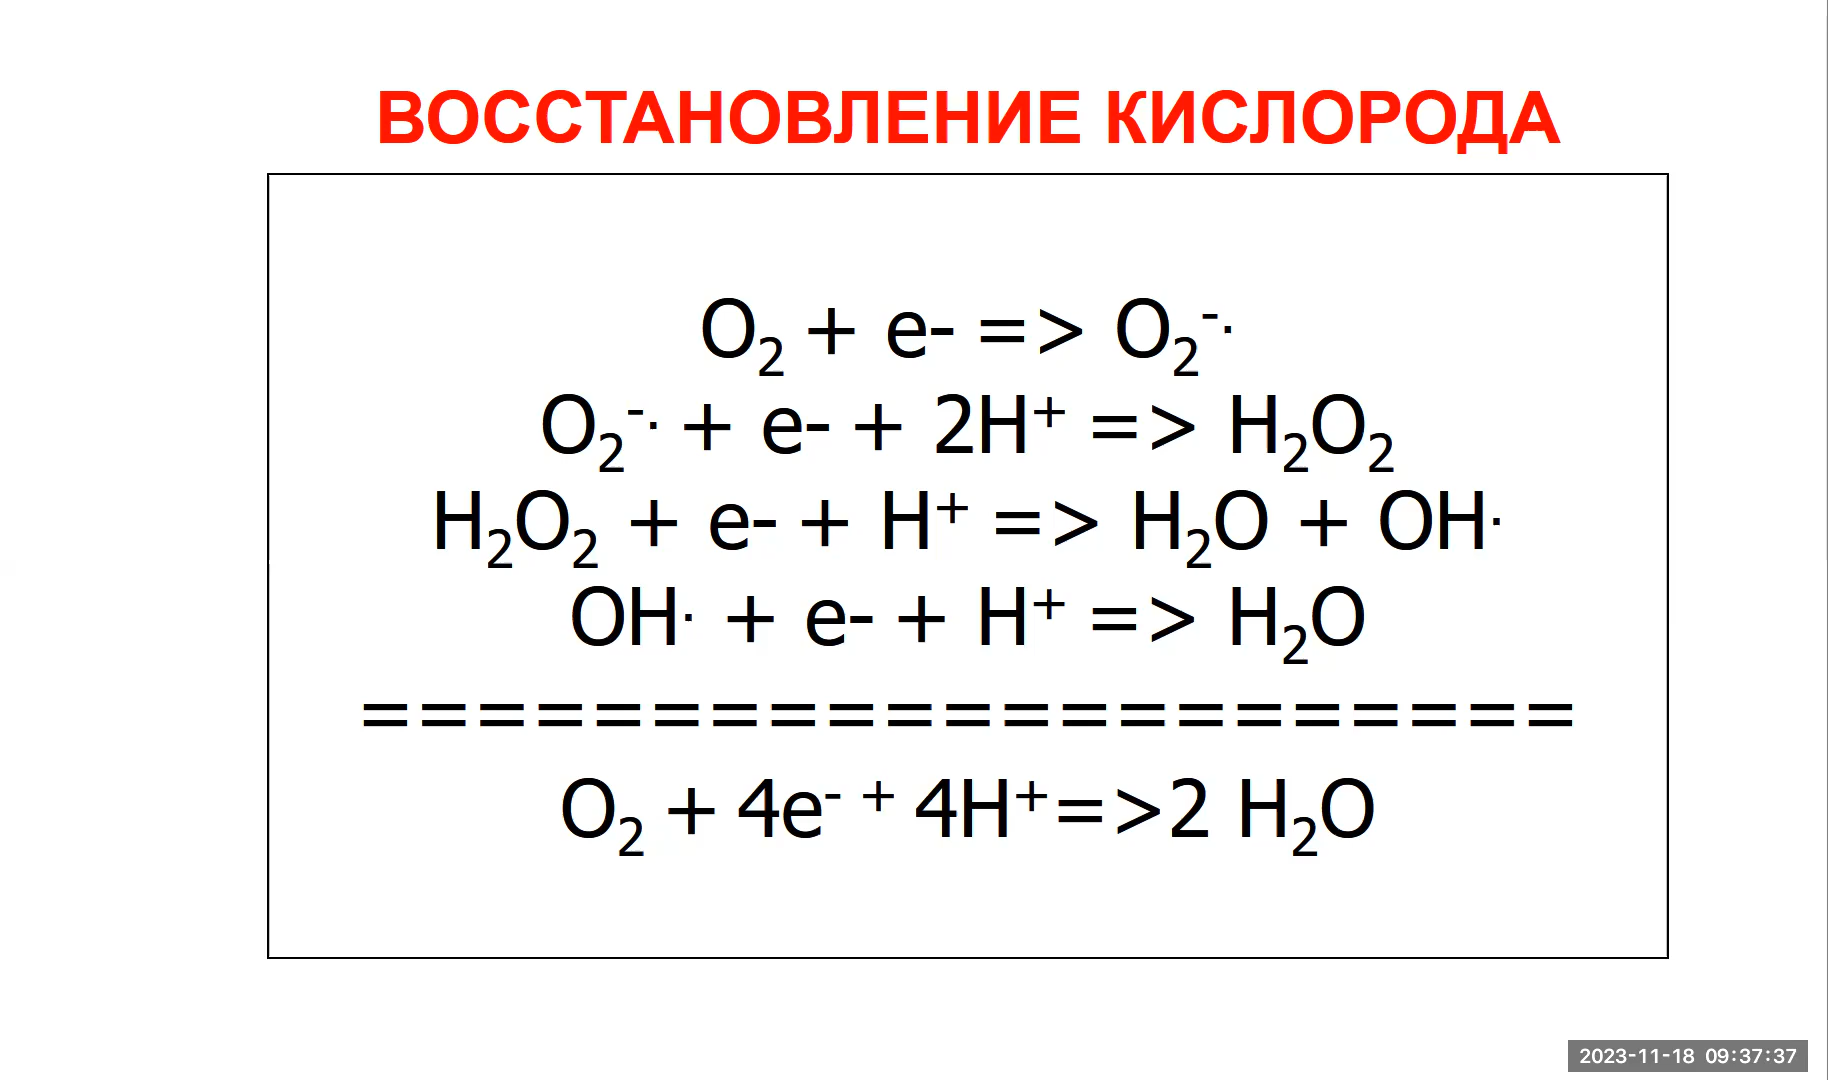 ВОССТАНОВЛЕНИЕ КИСЛОРОДА
O₂ + e- => O₂⁻·
O₂⁻· + e- + 2H⁺ => H₂O₂
H₂O₂ + e- + H⁺ => H₂O + OH·
OH· + e- + H⁺ => H₂O
=====================
O₂ + 4e⁻ ⁺ 4H⁺=>2 H₂O
2023-11-18 09:37:37